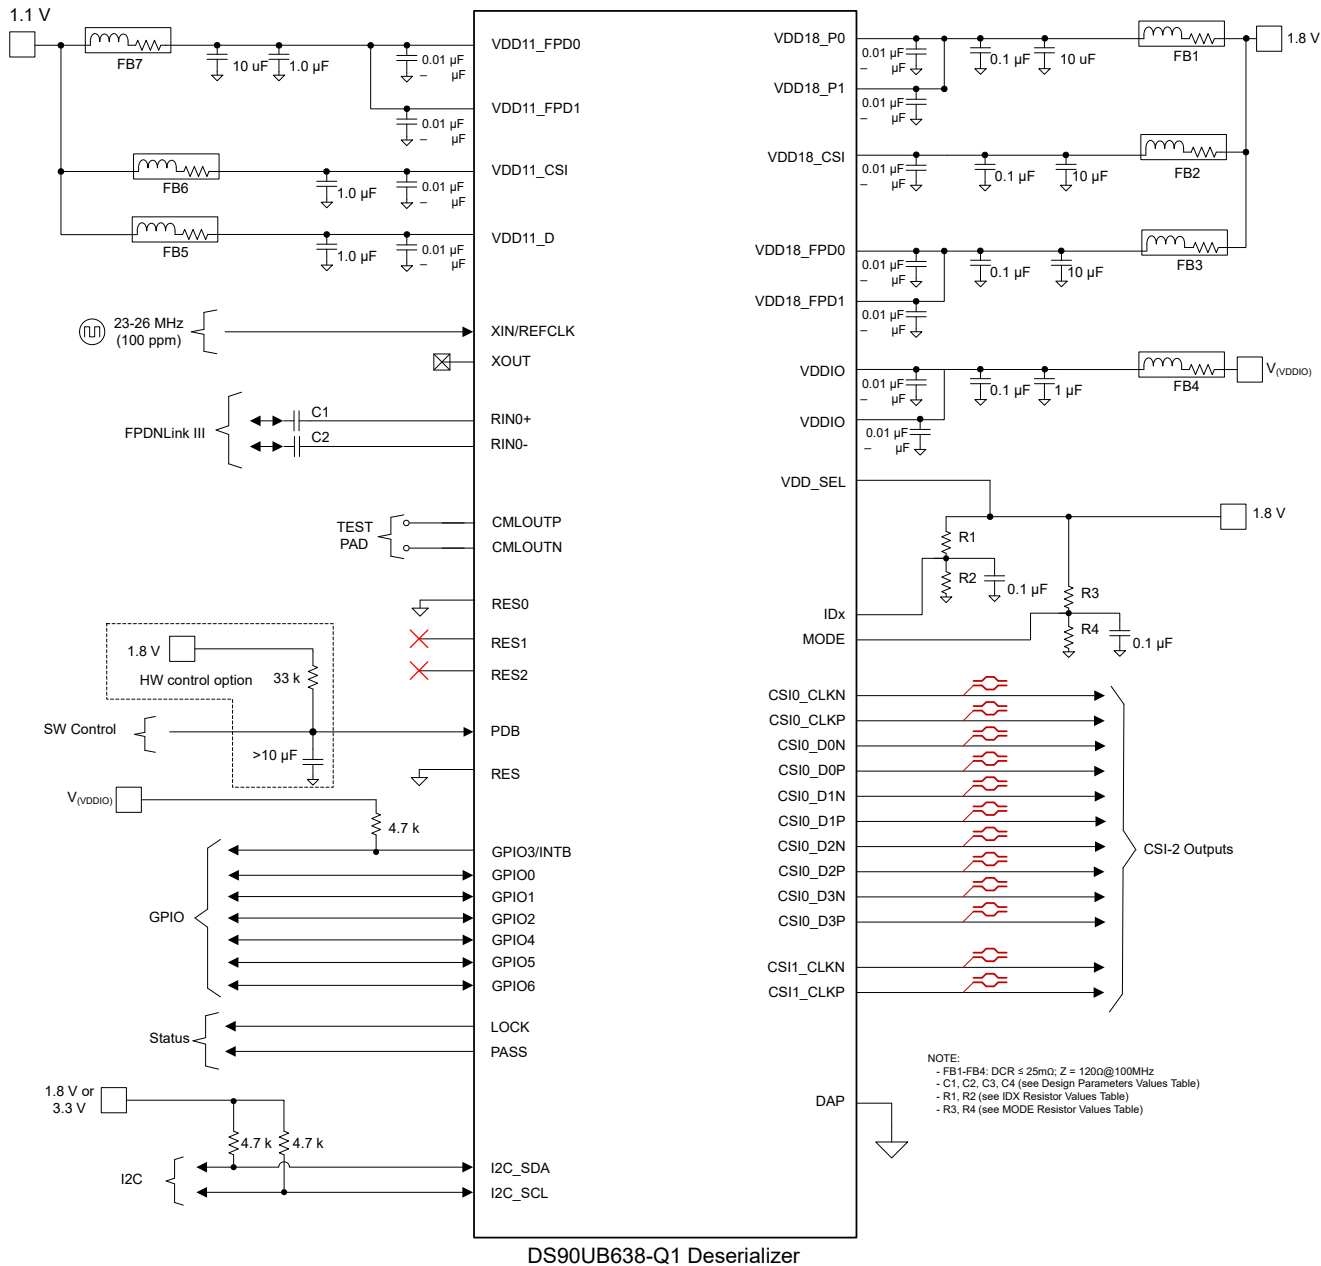 1.1 V
FB7
10 uF
1.0 µF
0.01 µF
– µF
VDD11_FPD0
0.01 µF
– µF
VDD11_FPD1
FB6
1.0 µF
0.01 µF
– µF
VDD11_CSI
FB5
1.0 µF
0.01 µF
– µF
VDD11_D
23-26 MHz
(100 ppm)
XIN/REFCLK
XOUT
FPDNLink III
C1
C2
RIN0+
RIN0-
TEST
PAD
CMLOUTP
CMLOUTN
RES0
RES1
RES2
1.8 V
HW control option
33 k
SW Control
>10 µF
PDB
RES
V(VDDIO)
4.7 k
GPIO
GPIO3/INTB
GPIO0
GPIO1
GPIO2
GPIO4
GPIO5
GPIO6
Status
LOCK
PASS
1.8 V or
3.3 V
4.7 k
4.7 k
I2C
I2C_SDA
I2C_SCL
VDD18_P0
0.01 µF
– µF
0.1 µF
10 uF
FB1
1.8 V
VDD18_P1
0.01 µF
– µF
VDD18_CSI
0.01 µF
– µF
0.1 µF
10 µF
FB2
VDD18_FPD0
0.01 µF
– µF
0.1 µF
10 µF
FB3
VDD18_FPD1
0.01 µF
– µF
VDDIO
0.01 µF
– µF
0.1 µF
1 µF
FB4
V(VDDIO)
VDDIO
0.01 µF
– µF
VDD_SEL
1.8 V
R1
R2
0.1 µF
IDx
R3
R4
0.1 µF
MODE
CSI0_CLKN
CSI0_CLKP
CSI0_D0N
CSI0_D0P
CSI0_D1N
CSI0_D1P
CSI0_D2N
CSI0_D2P
CSI0_D3N
CSI0_D3P
CSI1_CLKN
CSI1_CLKP
CSI-2 Outputs
DAP
NOTE:
- FB1-FB4: DCR ≤ 25mΩ; Z = 120Ω@100MHz
- C1, C2, C3, C4 (see Design Parameters Values Table)
- R1, R2 (see IDX Resistor Values Table)
- R3, R4 (see MODE Resistor Values Table)
DS90UB638-Q1 Deserializer